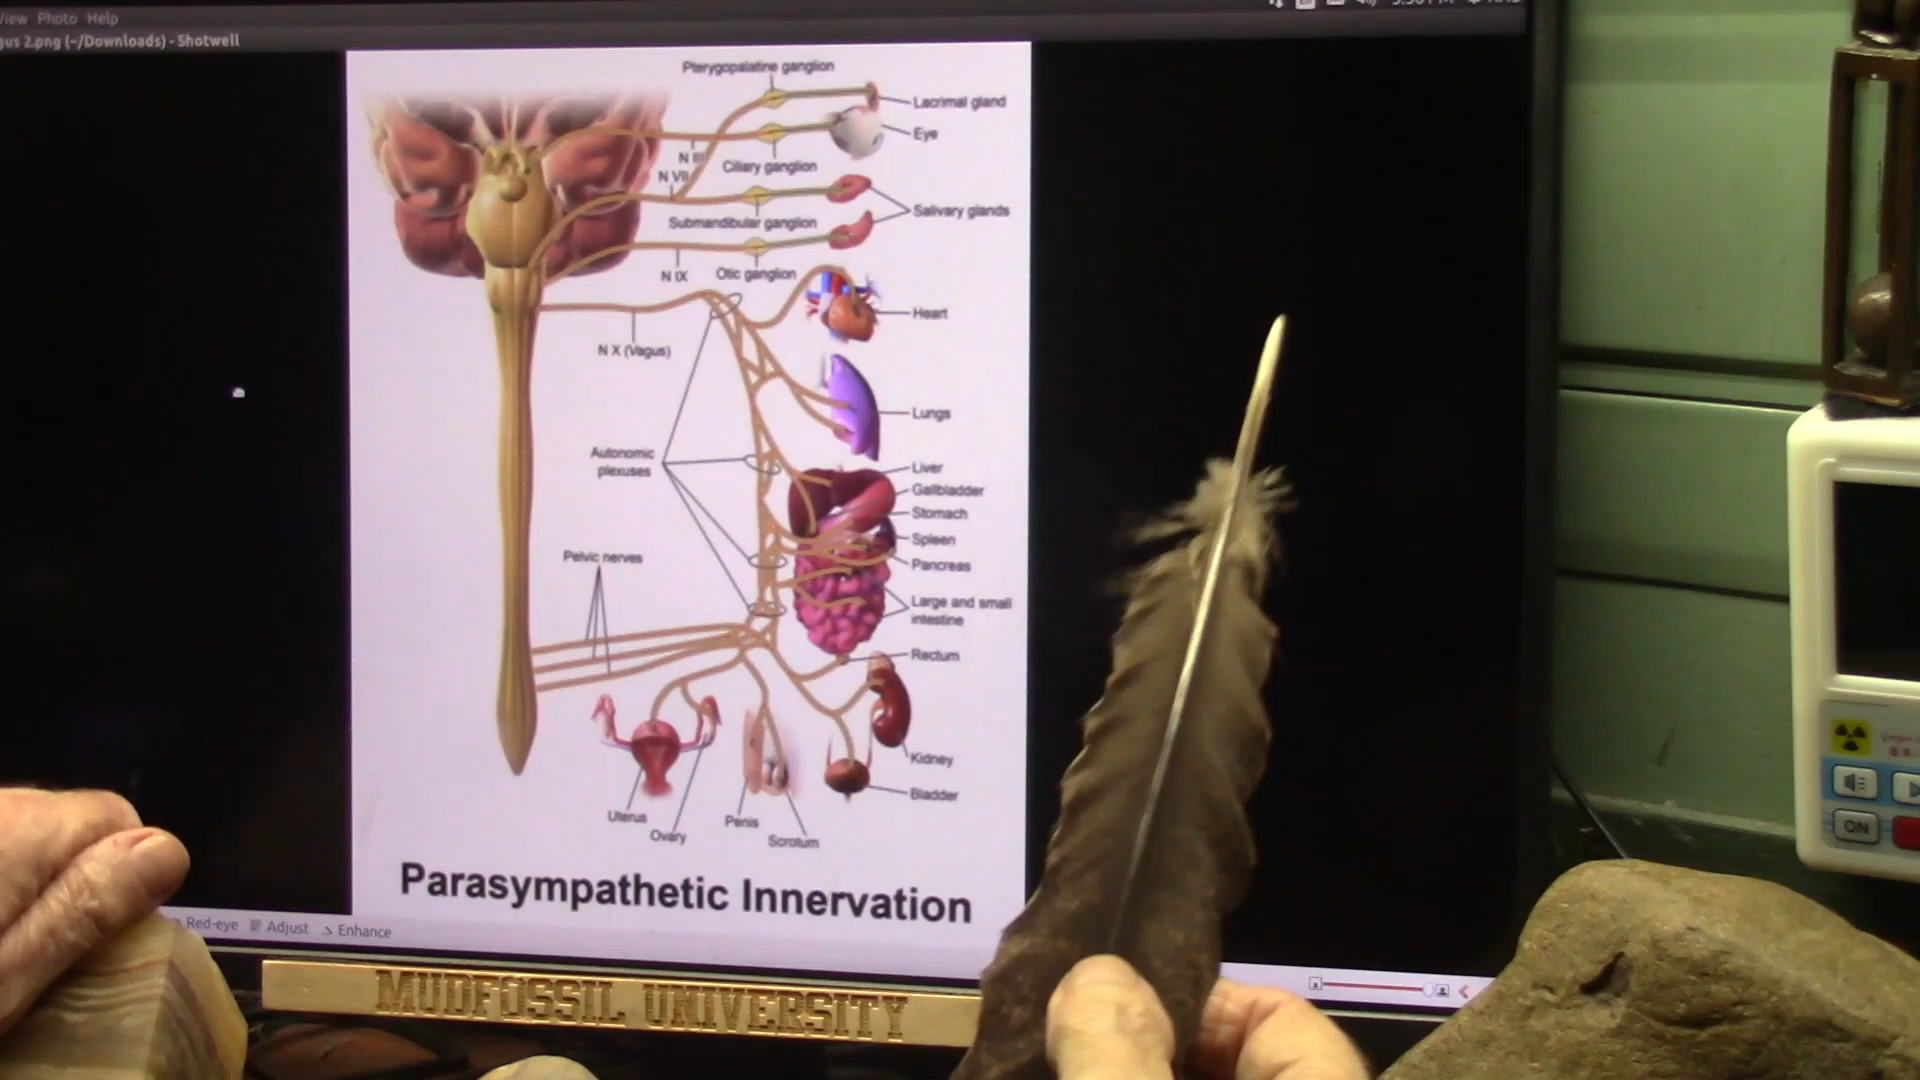 View Photo Help
gus 2.png (~/Downloads) - Shotwell
Pterygopalatine ganglion
Lacrimal gland
Eye
N III
Ciliary ganglion
N VII
Salivary glands
Submandibular ganglion
N IX
Otic ganglion
Heart
N X (Vagus)
Lungs
Autonomic
plexuses
Liver
Gallbladder
Stomach
Spleen
Pancreas
Pelvic nerves
Large and small
intestine
Rectum
Kidney
Bladder
Uterus
Ovary
Penis
Scrotum
Parasympathetic Innervation
Red-eye Adjust Enhance
MUDFOSSIL UNIVERSITY
ON